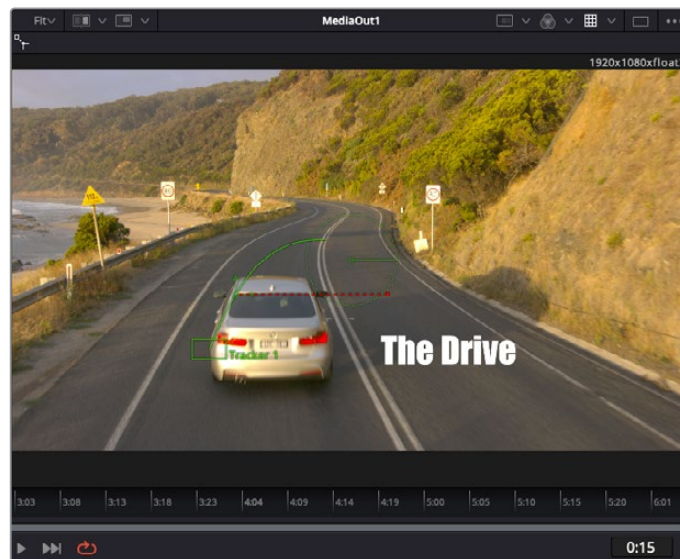 Fit MediaOut1
1920x1080xfloat
Tracker 1
The Drive
3:03 3:08 3:13 3:18 3:23 4:04 4:09 4:14 4:19 5:00 5:05 5:10 5:15 5:20 6:01
0:15